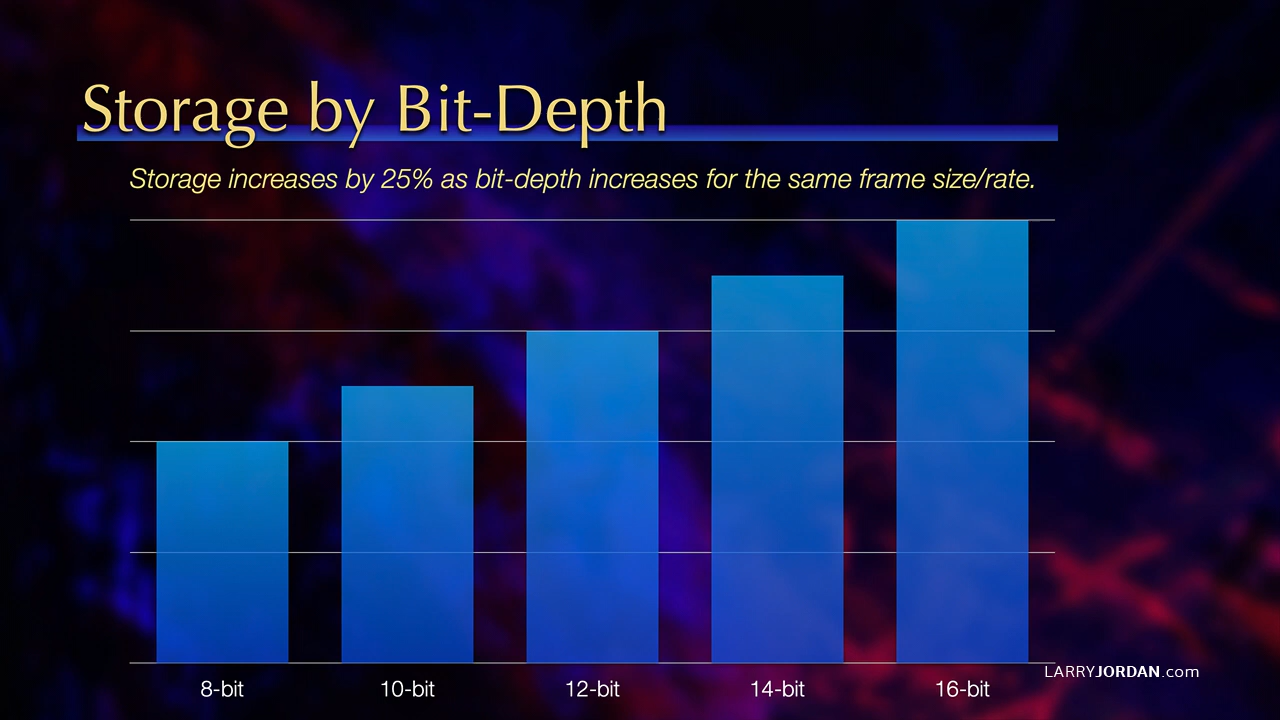 Storage by Bit-Depth
Storage increases by 25% as bit-depth increases for the same frame size/rate.
8-bit 10-bit 12-bit 14-bit 16-bit
LARRYJORDAN.com